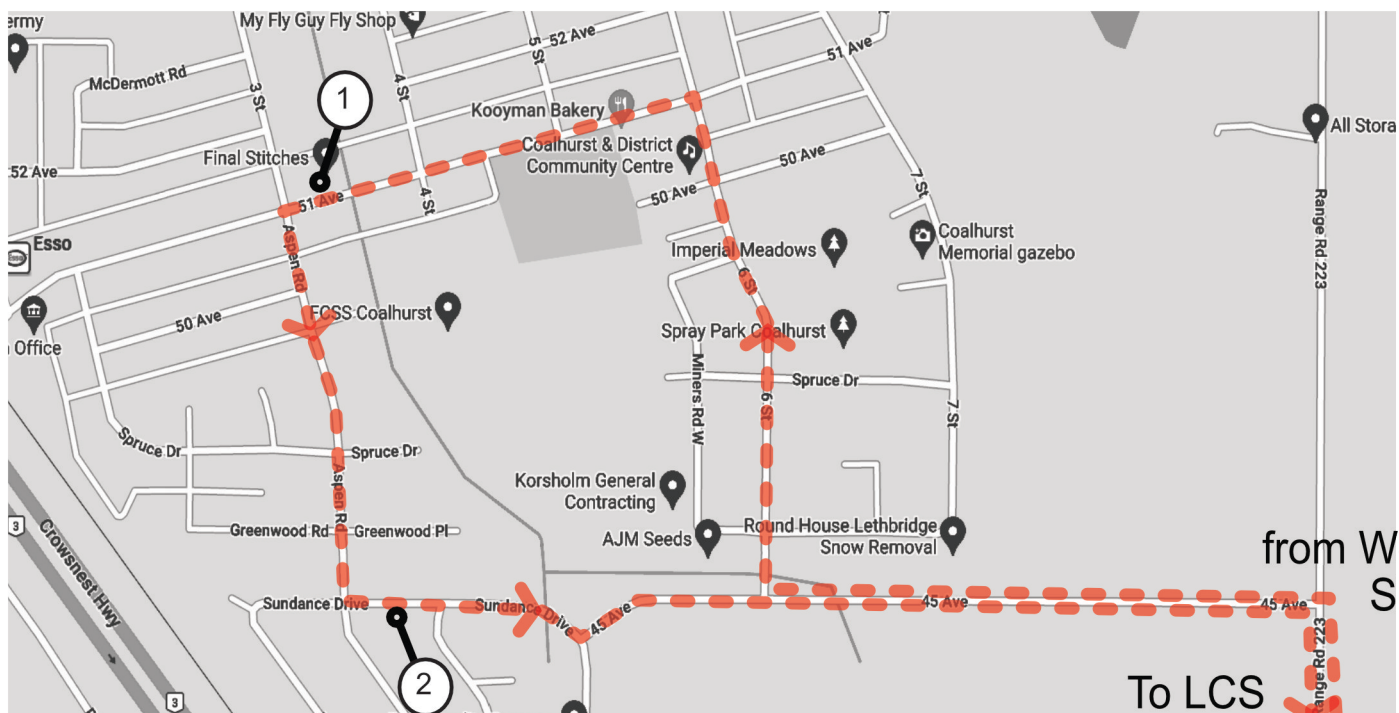 ermy
My Fly Guy Fly Shop
McDermott Rd
3 St
4 St
5 St
52 Ave
51 Ave
1
Kooyman Bakery
All Stora
Final Stitches
Coalhurst & District
Community Centre
50 Ave
52 Ave
50 Ave
7 St
51 Ave
4 St
Range Rd 223
Esso
Esso
Aspen Rd
Imperial Meadows
Coalhurst
Memorial gazebo
6 St
50 Ave
FCSS Coalhurst
Spray Park Coalhurst
Office
Miners Rd W
Spruce Dr
6 St
7 St
Spruce Dr
Spruce Dr
Aspen Rd
Korsholm General
Contracting
3
Crowsnest Hwy
Greenwood Rd
Greenwood Pl
AJM Seeds
Round House Lethbridge
Snow Removal
from W
S
Sundance Drive
Sundance Drive
45 Ave
45 Ave
45 Ave
Range Rd 223
2
3
To LCS